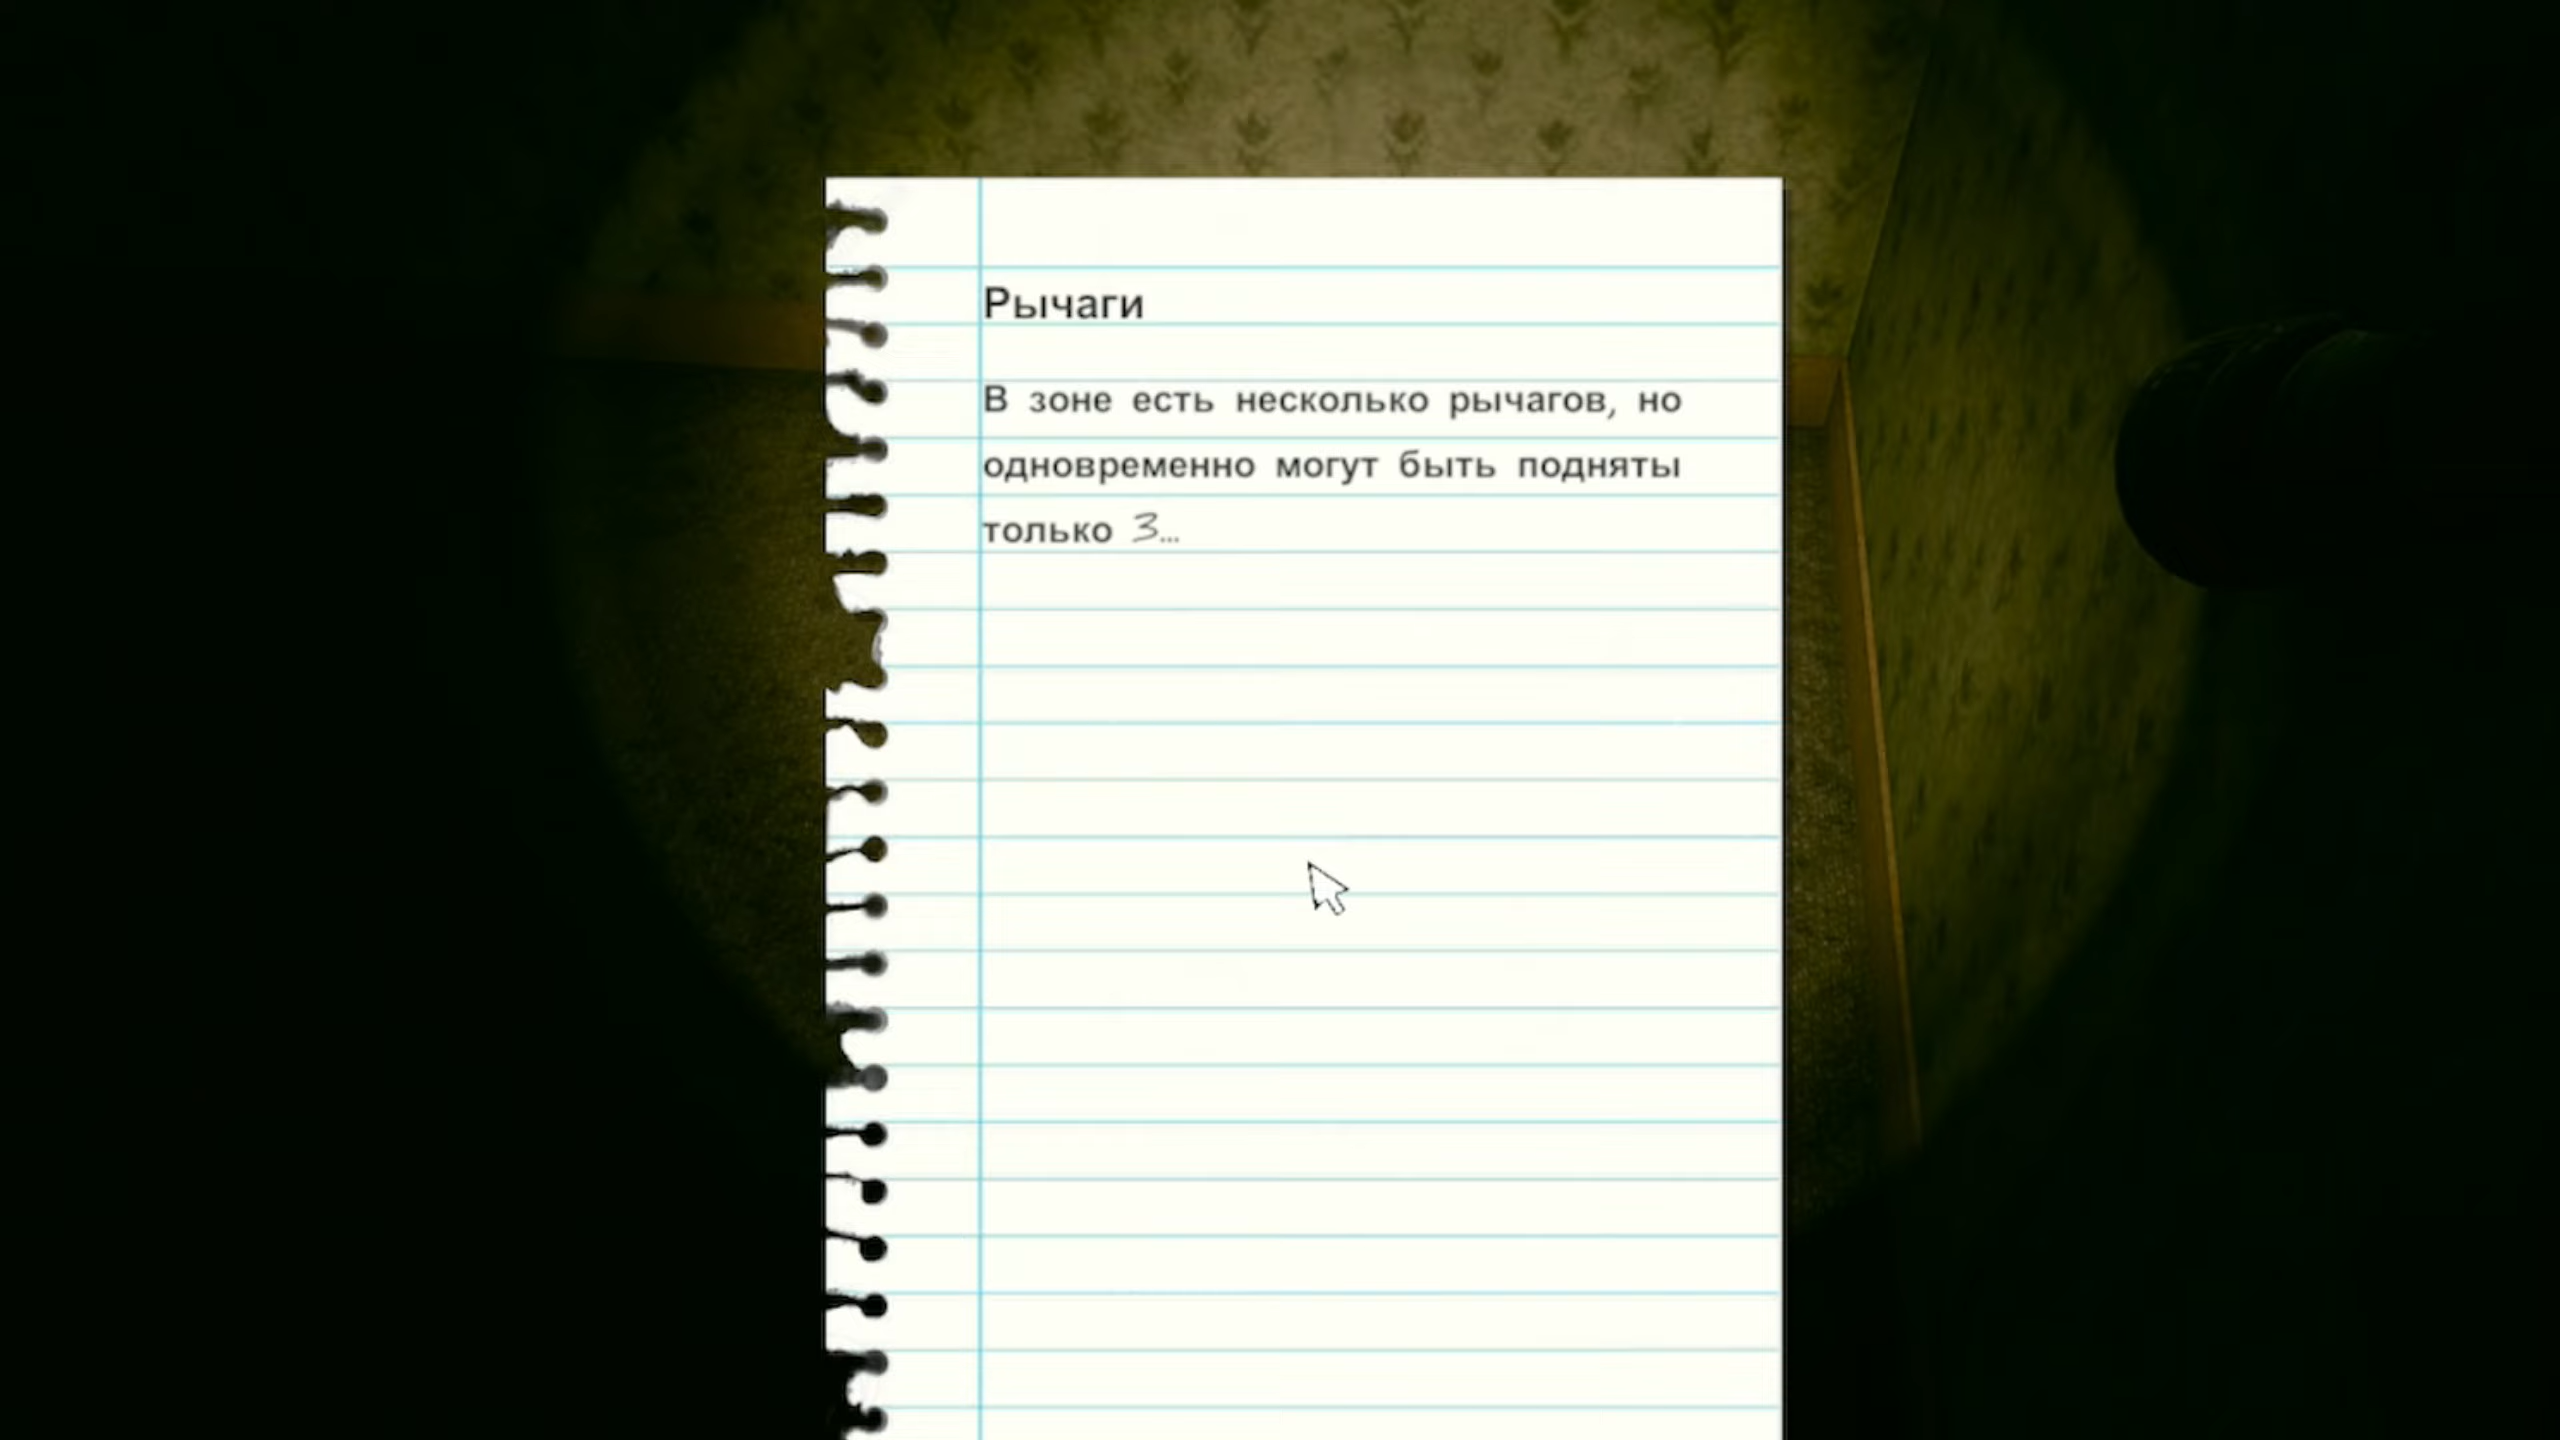 Рычаги
В зоне есть несколько рычагов, но
одновременно могут быть подняты
только 3...